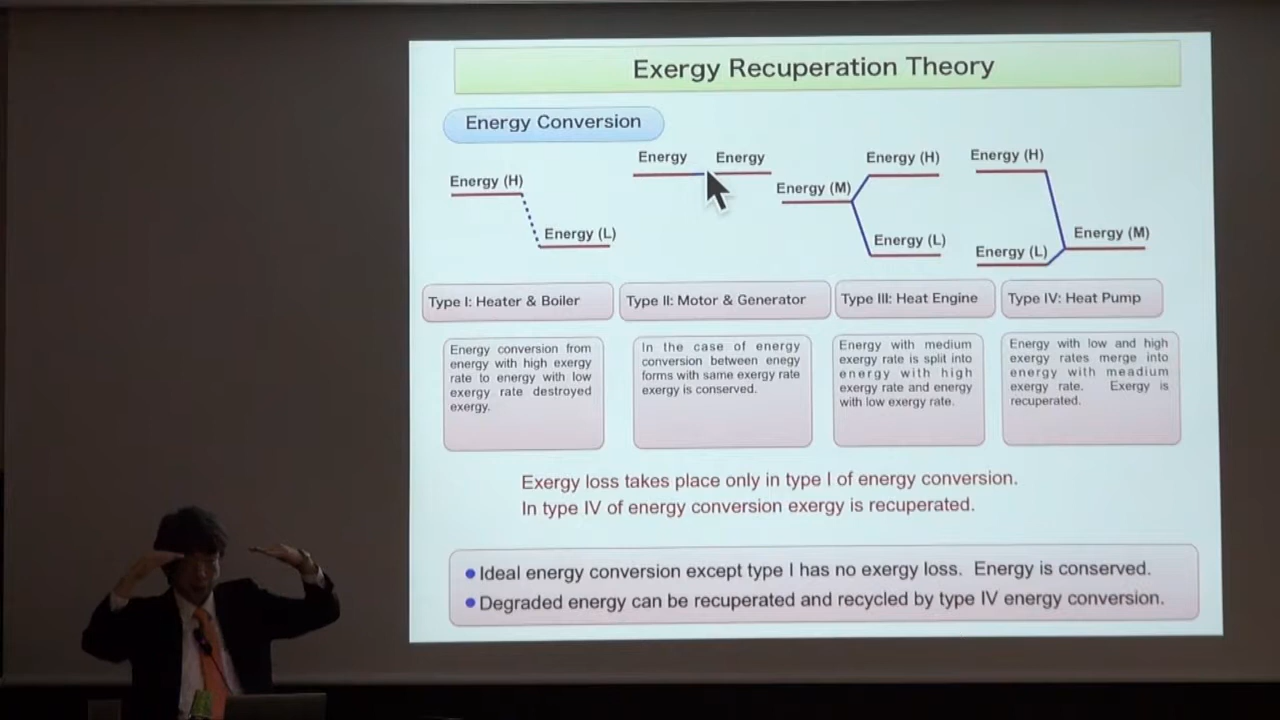 Exergy Recuperation Theory
Energy Conversion
Energy (H)
Energy (L)
Energy
Energy
Energy (M)
Energy (H)
Energy (L)
Energy (H)
Energy (L)
Energy (M)
Type I: Heater & Boiler
Type II: Motor & Generator
Type III: Heat Engine
Type IV: Heat Pump
Energy conversion from
energy with high exergy
rate to energy with low
exergy rate destroyed
exergy.
In the case of energy
conversion between enegy
forms with same exergy rate
exergy is conserved.
Energy with medium
exergy rate is split into
energy with high
exergy rate and energy
with low exergy rate.
Energy with low and high
exergy rates merge into
energy with meadium
exergy rate. Exergy is
recuperated.
Exergy loss takes place only in type I of energy conversion.
In type IV of energy conversion exergy is recuperated.
● Ideal energy conversion except type I has no exergy loss. Energy is conserved.
● Degraded energy can be recuperated and recycled by type IV energy conversion.